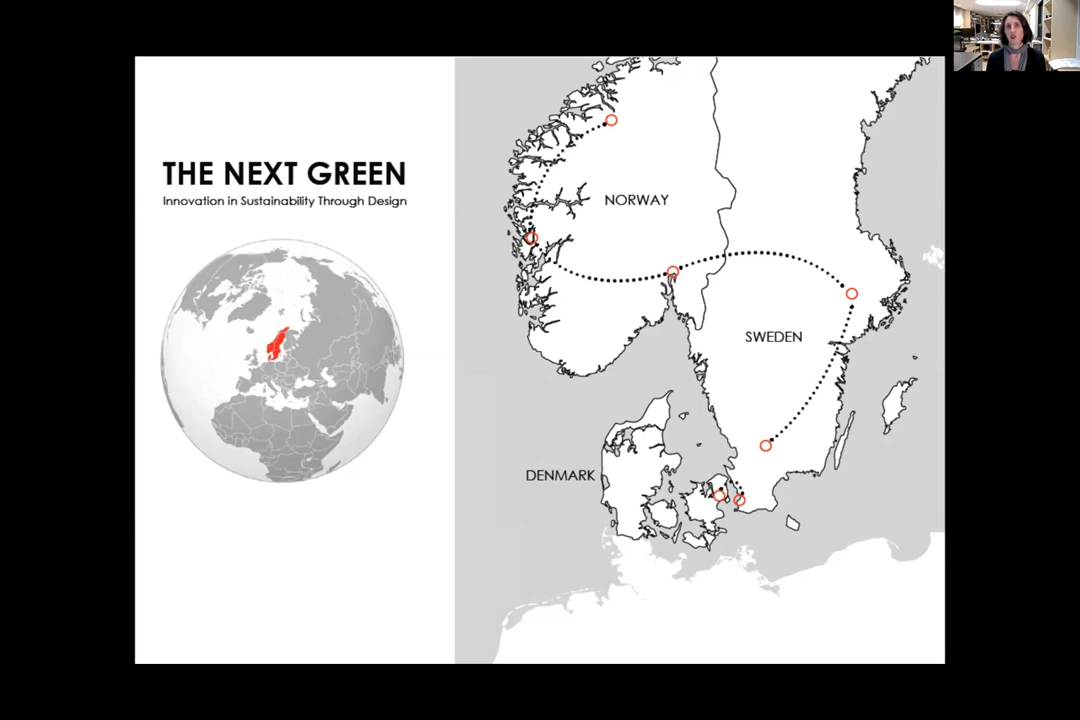 THE NEXT GREEN
Innovation in Sustainability Through Design
NORWAY
SWEDEN
DENMARK